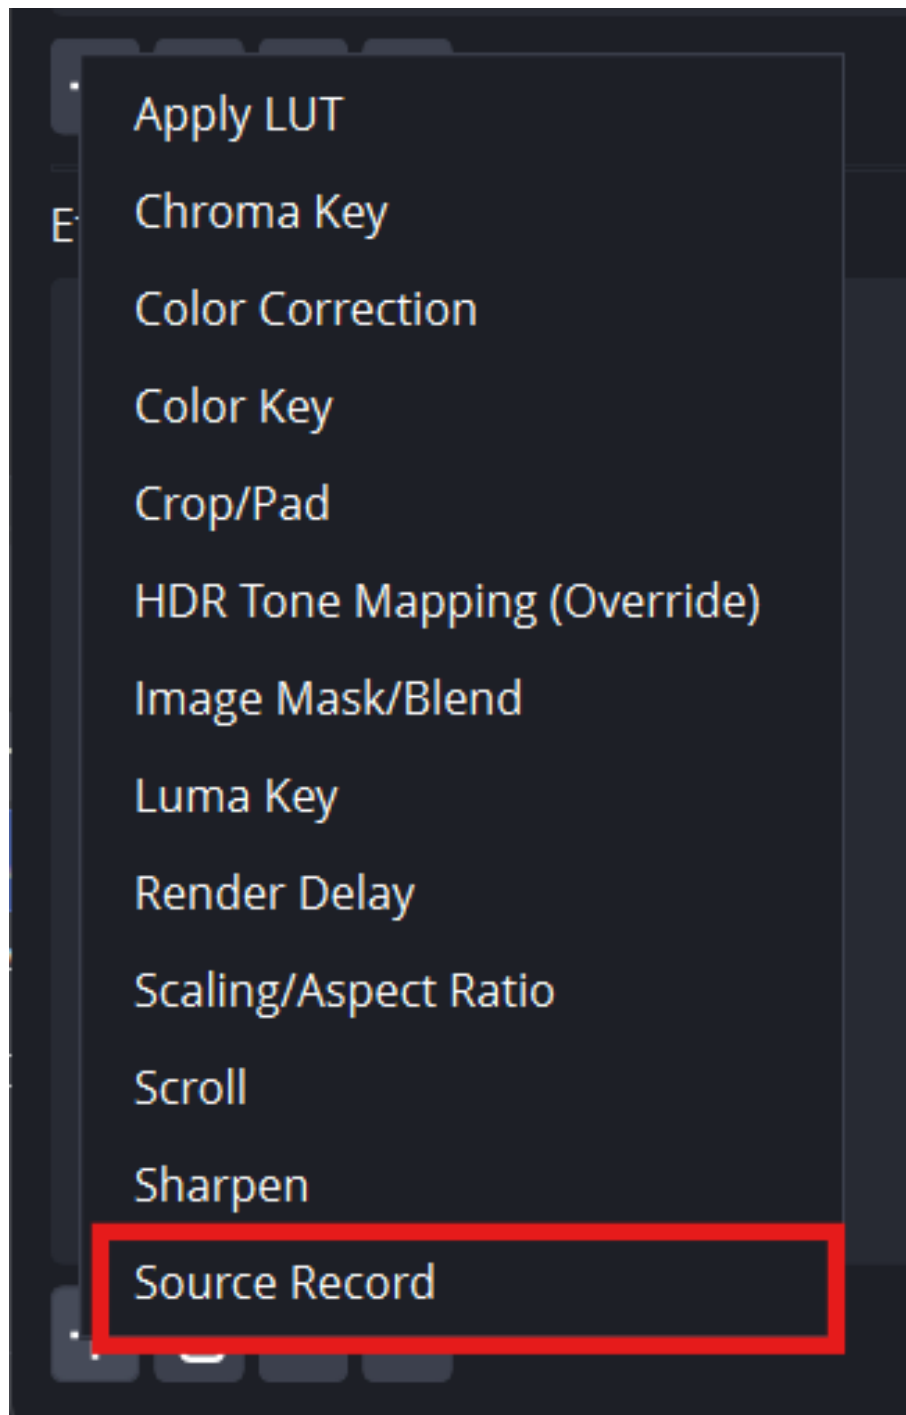 Apply LUT
Chroma Key
Color Correction
Color Key
Crop/Pad
HDR Tone Mapping (Override)
Image Mask/Blend
Luma Key
Render Delay
Scaling/Aspect Ratio
Scroll
Sharpen
Source Record